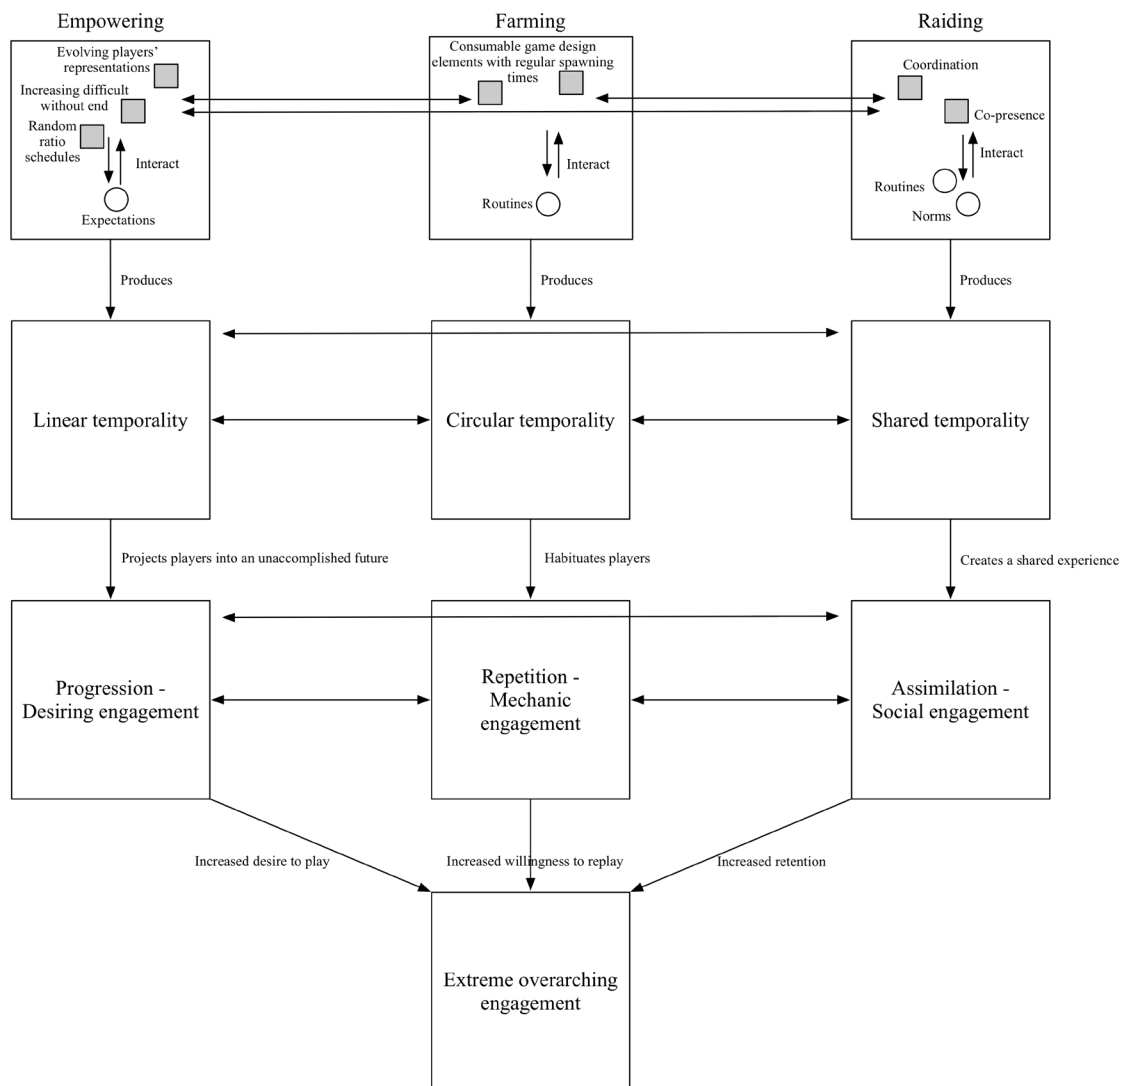 Empowering
Farming
Raiding
Evolving players'
representations
Increasing difficult
without end
Random
ratio
schedules
Interact
Expectations
Consumable game design
elements with regular spawning
times
Interact
Routines
Coordination
Co-presence
Interact
Routines
Norms
Produces
Produces
Produces
Linear temporality
Circular temporality
Shared temporality
Projects players into an unaccomplished future
Habituates players
Creates a shared experience
Progression -
Desiring engagement
Repetition -
Mechanic
engagement
Assimilation -
Social engagement
Increased desire to play
Increased willingness to replay
Increased retention
Extreme overarching
engagement